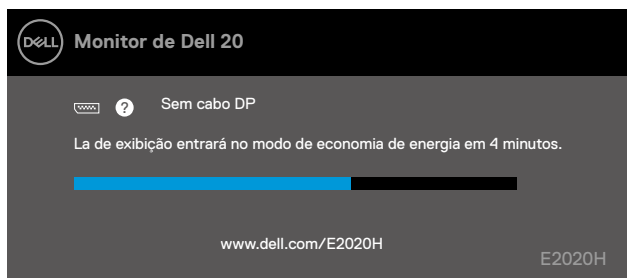 DELL Monitor de Dell 20
? Sem cabo DP
La de exibição entrará no modo de economia de energia em 4 minutos.
www.dell.com/E2020H
E2020H